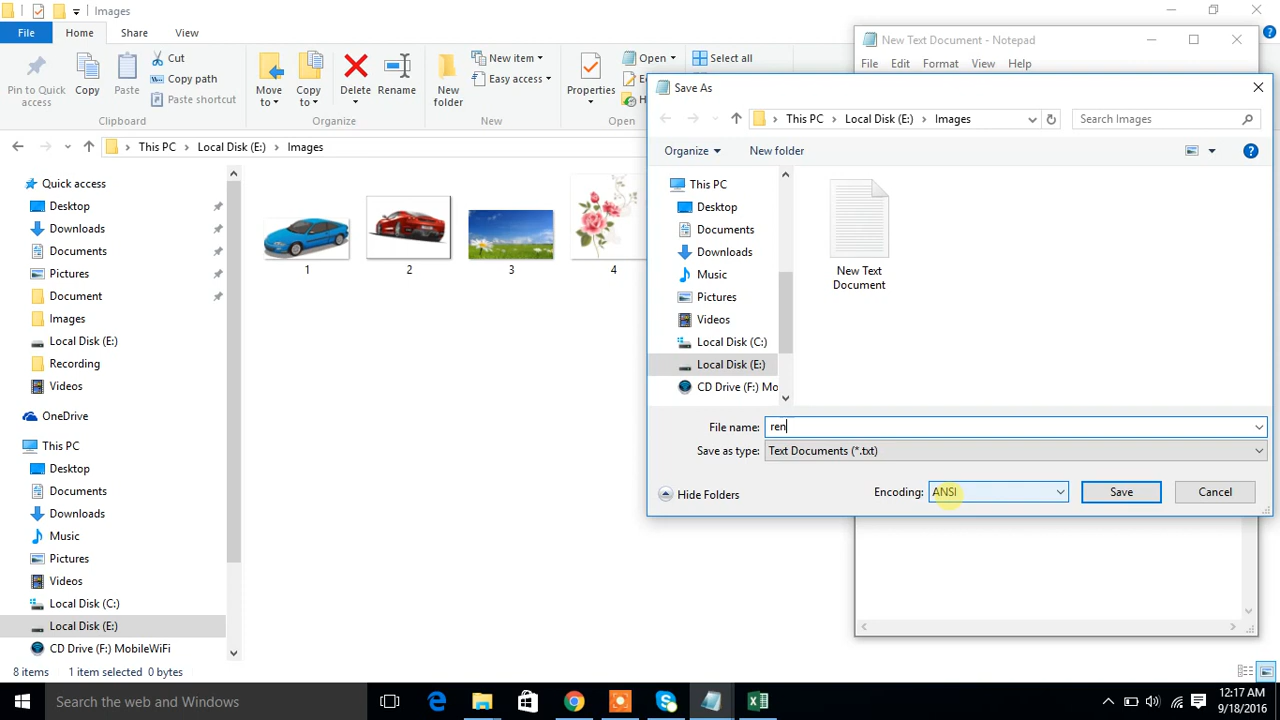 Images
File
Home
Share
View
Pin to Quick access
Copy
Paste
Cut
Copy path
Paste shortcut
Clipboard
Move to
Copy to
Delete
Rename
Organize
New folder
New item
Easy access
New
Properties
Open
Open
Select all
This PC
Local Disk (E:)
Images
Quick access
Desktop
Downloads
Documents
Pictures
Document
Images
Local Disk (E:)
Recording
Videos
OneDrive
This PC
Desktop
Documents
Downloads
Music
Pictures
Videos
Local Disk (C:)
Local Disk (E:)
CD Drive (F:) MobileWiFi
1
2
3
4
8 items
1 item selected 0 bytes
New Text Document - Notepad
File Edit Format View Help
Save As
This PC
Local Disk (E:)
Images
Search Images
Organize
New folder
This PC
Desktop
Documents
Downloads
Music
Pictures
Videos
Local Disk (C:)
Local Disk (E:)
CD Drive (F:) Mo
New Text
Document
File name: ren
Save as type: Text Documents (*.txt)
Hide Folders
Encoding: ANSI
Save
Cancel
Search the web and Windows
12:17 AM
9/18/2016